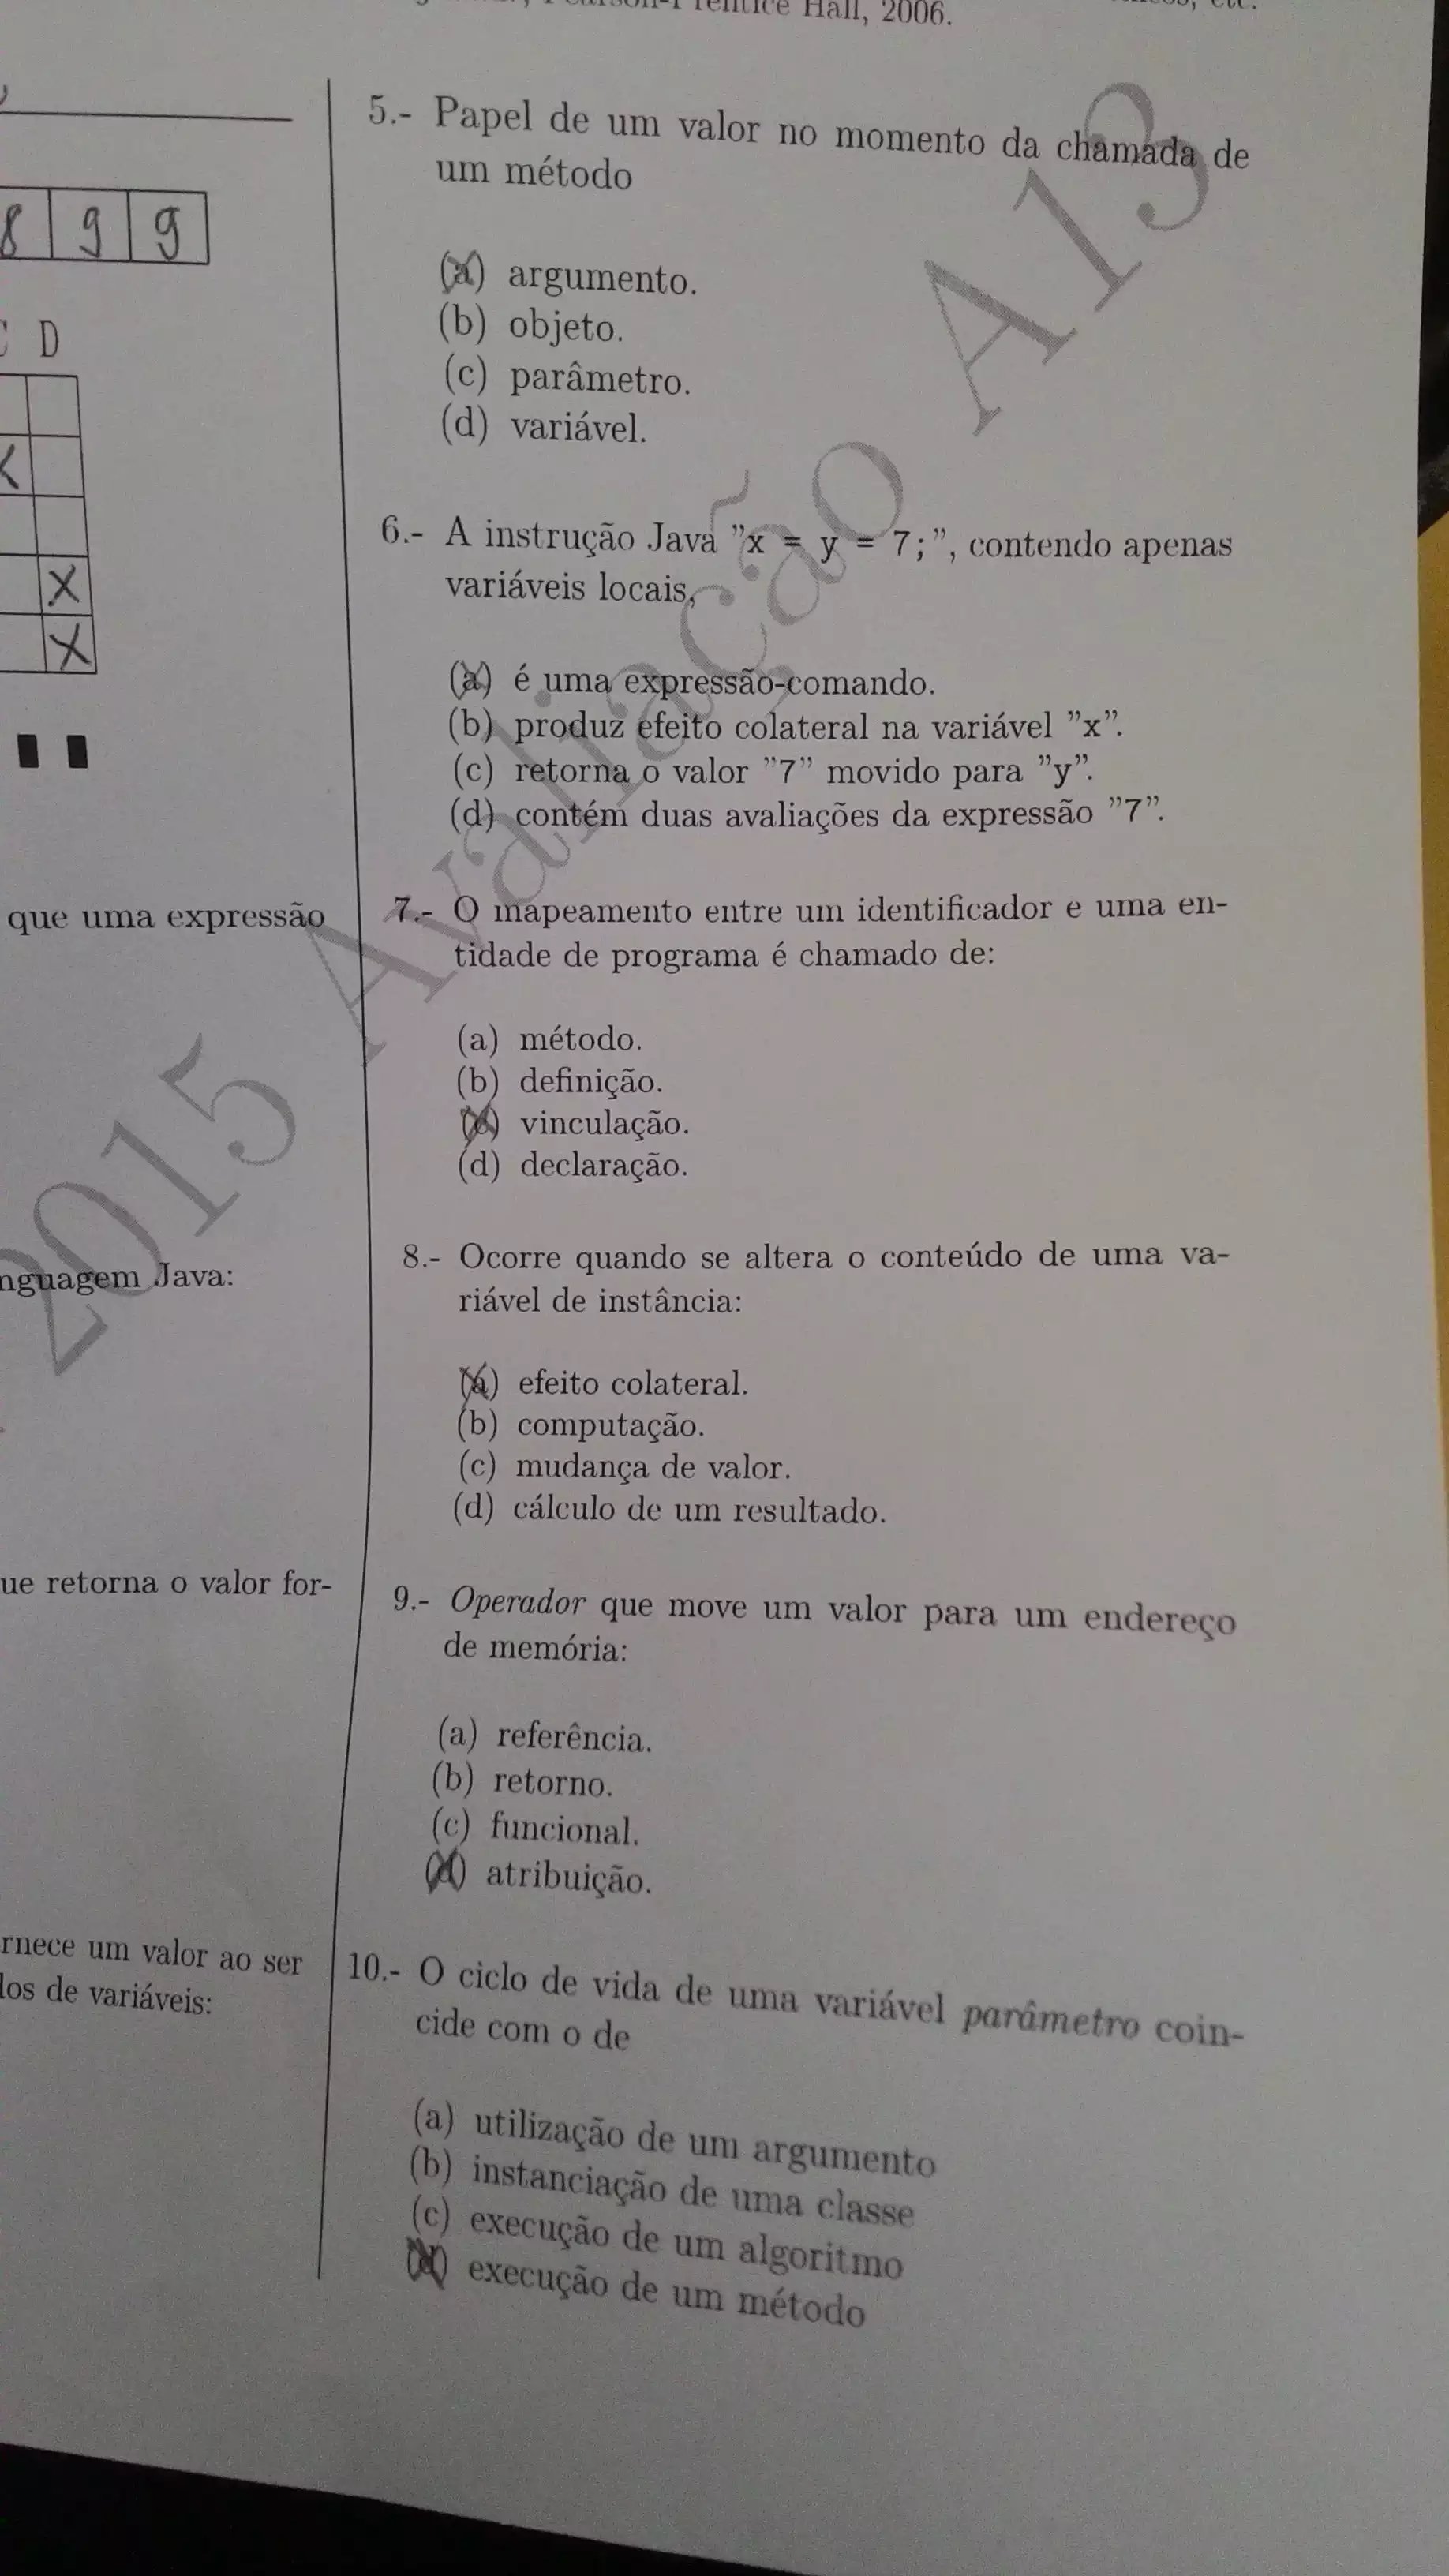 8 9 9
C D
X
X
X
que uma expressão
nguagem Java:
ue retorna o valor for-
rnece um valor ao ser
los de variáveis:
2015 Avaliação A13
Hall, 2006.
5.- Papel de um valor no momento da chamada de
um método
(a) argumento.
(b) objeto.
(c) parâmetro.
(d) variável.
6.- A instrução Java ”x = y = 7;”, contendo apenas
variáveis locais,
(a) é uma expressão-comando.
(b) produz efeito colateral na variável ”x”.
(c) retorna o valor ”7” movido para ”y”.
(d) contém duas avaliações da expressão ”7”.
7.- O mapeamento entre um identificador e uma en-
tidade de programa é chamado de:
(a) método.
(b) definição.
(c) vinculação.
(d) declaração.
8.- Ocorre quando se altera o conteúdo de uma va-
riável de instância:
(a) efeito colateral.
(b) computação.
(c) mudança de valor.
(d) cálculo de um resultado.
9.- Operador que move um valor para um endereço
de memória:
(a) referência.
(b) retorno.
(c) funcional.
(d) atribuição.
10.- O ciclo de vida de uma variável parâmetro coin-
cide com o de
(a) utilização de um argumento
(b) instanciação de uma classe
(c) execução de um algoritmo
(d) execução de um método